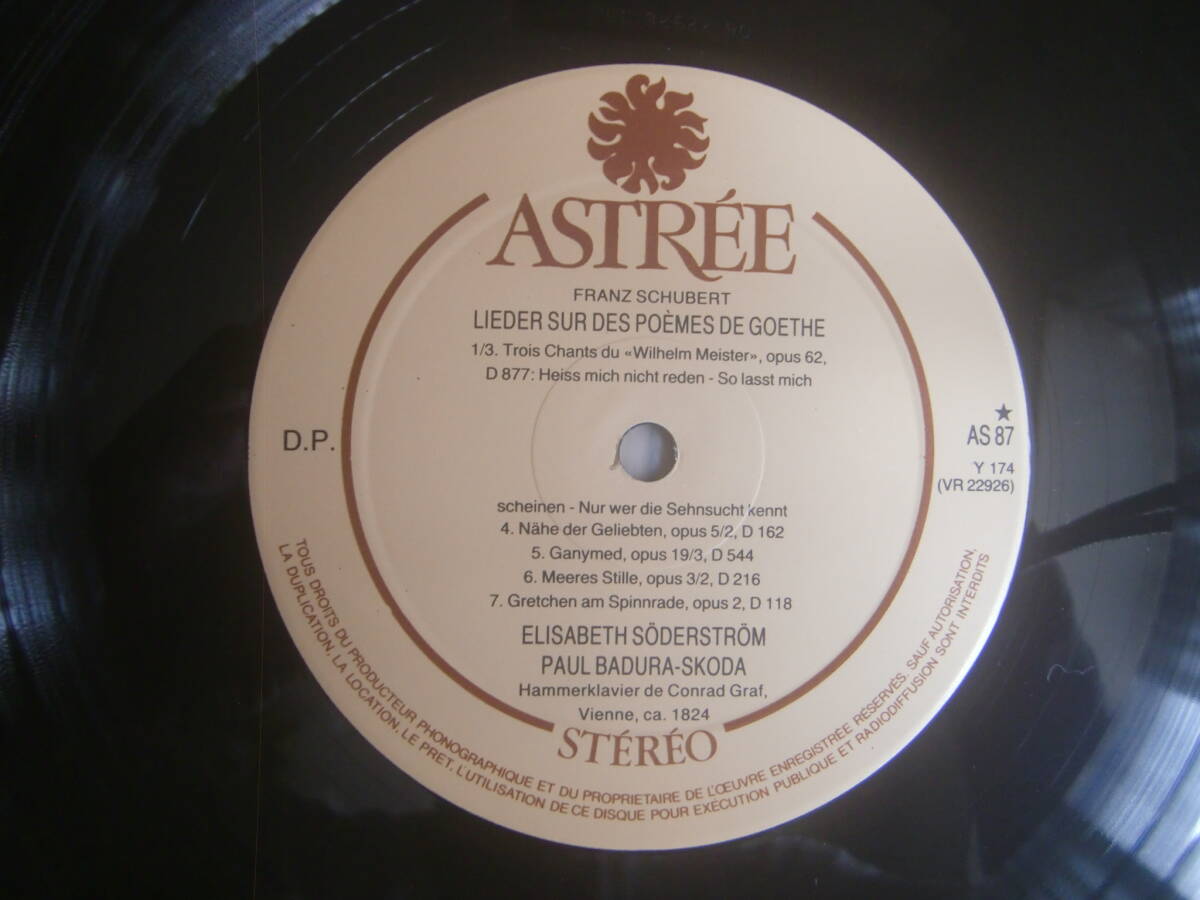 ASTRÉE
FRANZ SCHUBERT
LIEDER SUR DES POÈMES DE GOETHE
1/3. Trois Chants du «Wilhelm Meister», opus 62,
D 877: Heiss mich nicht reden - So lasst mich
D.P.
★
AS 87
Y 174
(VR 22926)
scheinen - Nur wer die Sehnsucht kennt
4. Nähe der Geliebten, opus 5/2, D 162
5. Ganymed, opus 19/3, D 544
6. Meeres Stille, opus 3/2, D 216
7. Gretchen am Spinnrade, opus 2, D 118
ELISABETH SÖDERSTRÖM
PAUL BADURA-SKODA
Hammerklavier de Conrad Graf,
Vienne, ca. 1824
STÉRÉO
TOUS DROITS DU PRODUCTEUR PHONOGRAPHIQUE ET DU PROPRIETAIRE DE L'ŒUVRE ENREGISTRÉE RÉSERVÉS. SAUF AUTORISATION,
LA DUPLICATION, LA LOCATION, LE PRET, L'UTILISATION DE CE DISQUE POUR EXÉCUTION PUBLIQUE ET RADIODIFFUSION SONT INTERDITS